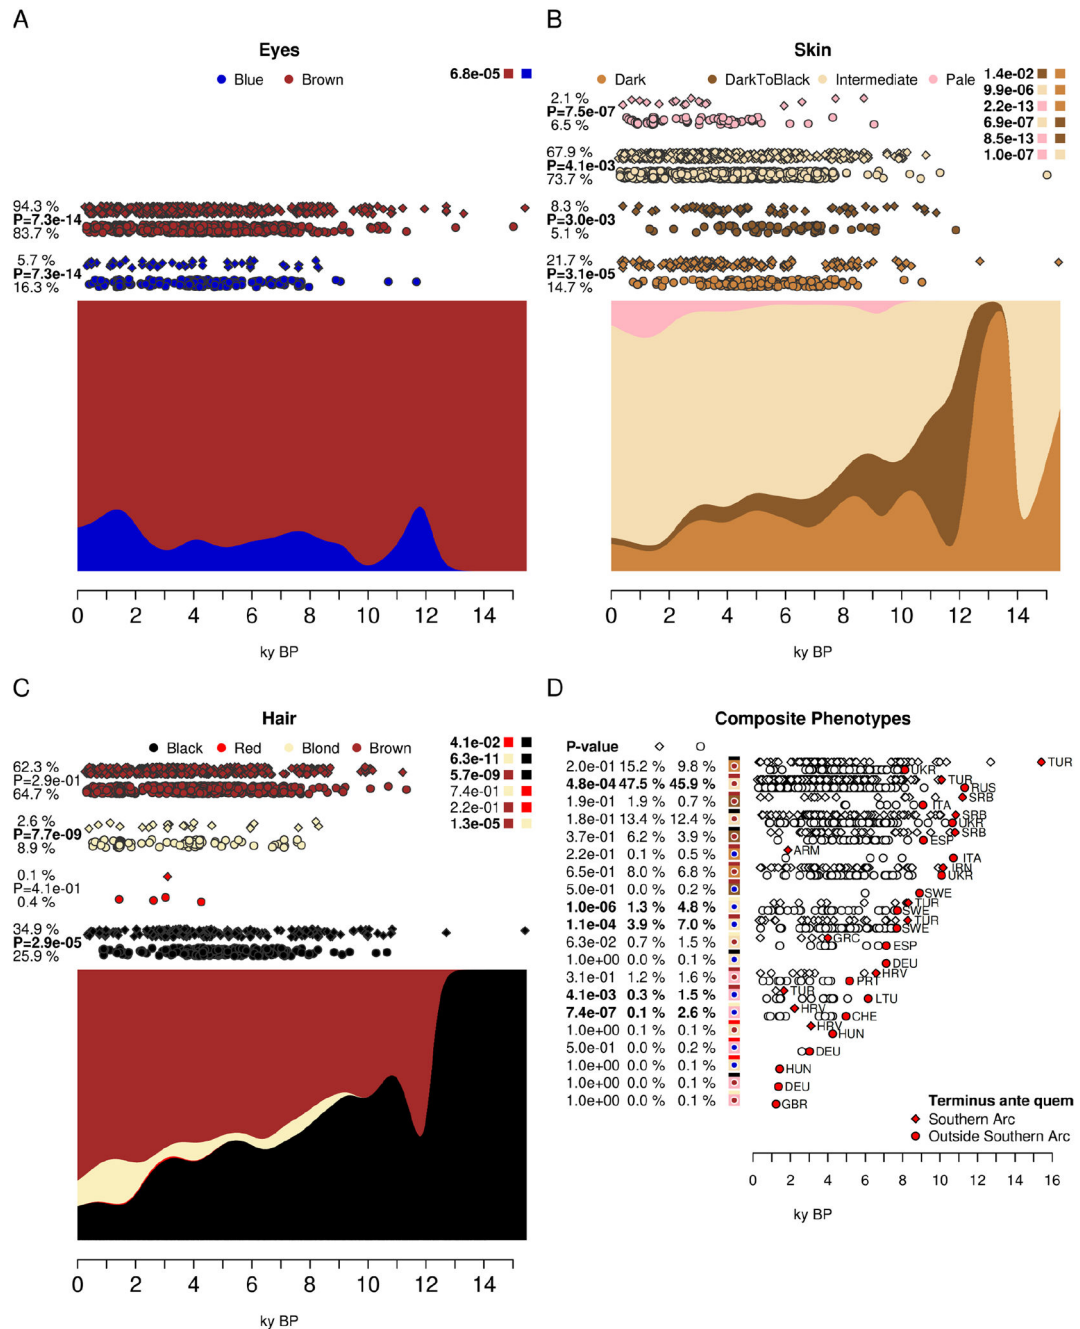 A
Eyes
Blue
Brown
6.8e-05
94.3 %
P=7.3e-14
83.7 %
5.7 %
P=7.3e-14
16.3 %
0 2 4 6 8 10 12 14
ky BP
B
Skin
Dark
DarkToBlack
Intermediate
Pale
1.4e-02
9.9e-06
2.2e-13
6.9e-07
8.5e-13
1.0e-07
2.1 %
P=7.5e-07
6.5 %
67.9 %
P=4.1e-03
73.7 %
8.3 %
P=3.0e-03
5.1 %
21.7 %
P=3.1e-05
14.7 %
0 2 4 6 8 10 12 14
ky BP
C
Hair
Black
Red
Blond
Brown
4.1e-02
6.3e-11
5.7e-09
7.4e-01
2.2e-01
1.3e-05
62.3 %
P=2.9e-01
64.7 %
2.6 %
P=7.7e-09
8.9 %
0.1 %
P=4.1e-01
0.4 %
34.9 %
P=2.9e-05
25.9 %
0 2 4 6 8 10 12 14
ky BP
D
Composite Phenotypes
P-value
2.0e-01 15.2 % 9.8 % TUR UKR
4.8e-04 47.5 % 45.9 % TUR RUS
1.9e-01 1.9 % 0.7 % SRB ITA
1.8e-01 13.4 % 12.4 % SRB UKR
3.7e-01 6.2 % 3.9 % SRB ESP
2.2e-01 0.1 % 0.5 % ARM ITA
6.5e-01 8.0 % 6.8 % IRN UKR
5.0e-01 0.0 % 0.2 % SWE
1.0e-06 1.3 % 4.8 % TUR SWE
1.1e-04 3.9 % 7.0 % TUR SWE
6.3e-02 0.7 % 1.5 % GRC ESP
1.0e+00 0.0 % 0.1 % DEU
3.1e-01 1.2 % 1.6 % HRV PRT
4.1e-03 0.3 % 1.5 % TUR LTU
7.4e-07 0.1 % 2.6 % HRV CHE
1.0e+00 0.1 % 0.1 % HRV HUN
5.0e-01 0.0 % 0.2 % DEU
1.0e+00 0.0 % 0.1 % HUN
1.0e+00 0.0 % 0.1 % DEU
1.0e+00 0.0 % 0.1 % GBR
Terminus ante quem
Southern Arc
Outside Southern Arc
0 2 4 6 8 10 12 14 16
ky BP